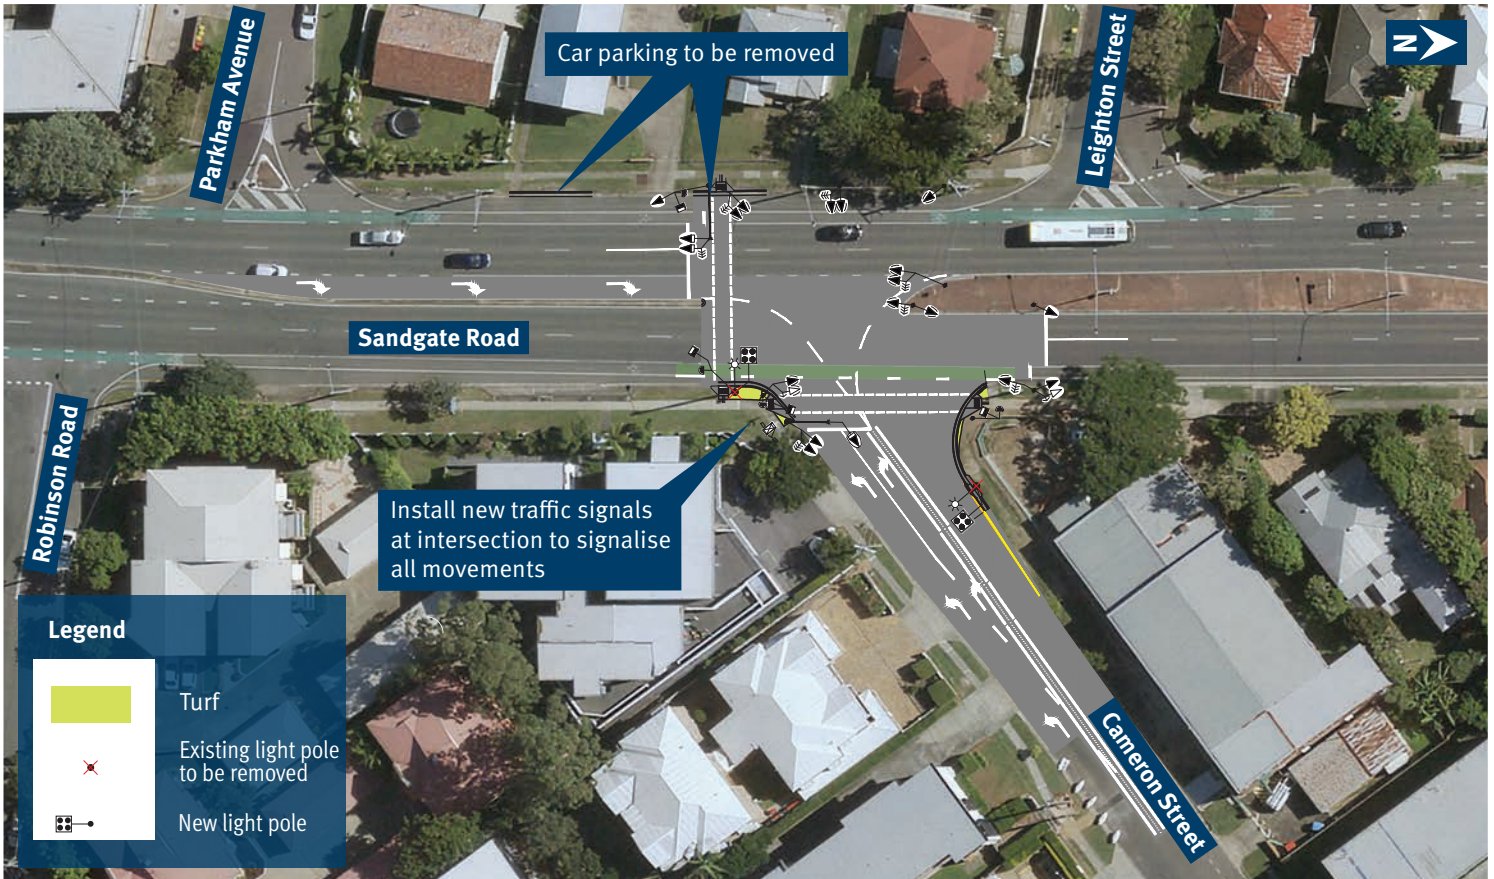 Parkham Avenue
Car parking to be removed
Leighton Street
N
Sandgate Road
Robinson Road
Install new traffic signals
at intersection to signalise
all movements
Cameron Street
Legend
Turf
Existing light pole
to be removed
New light pole